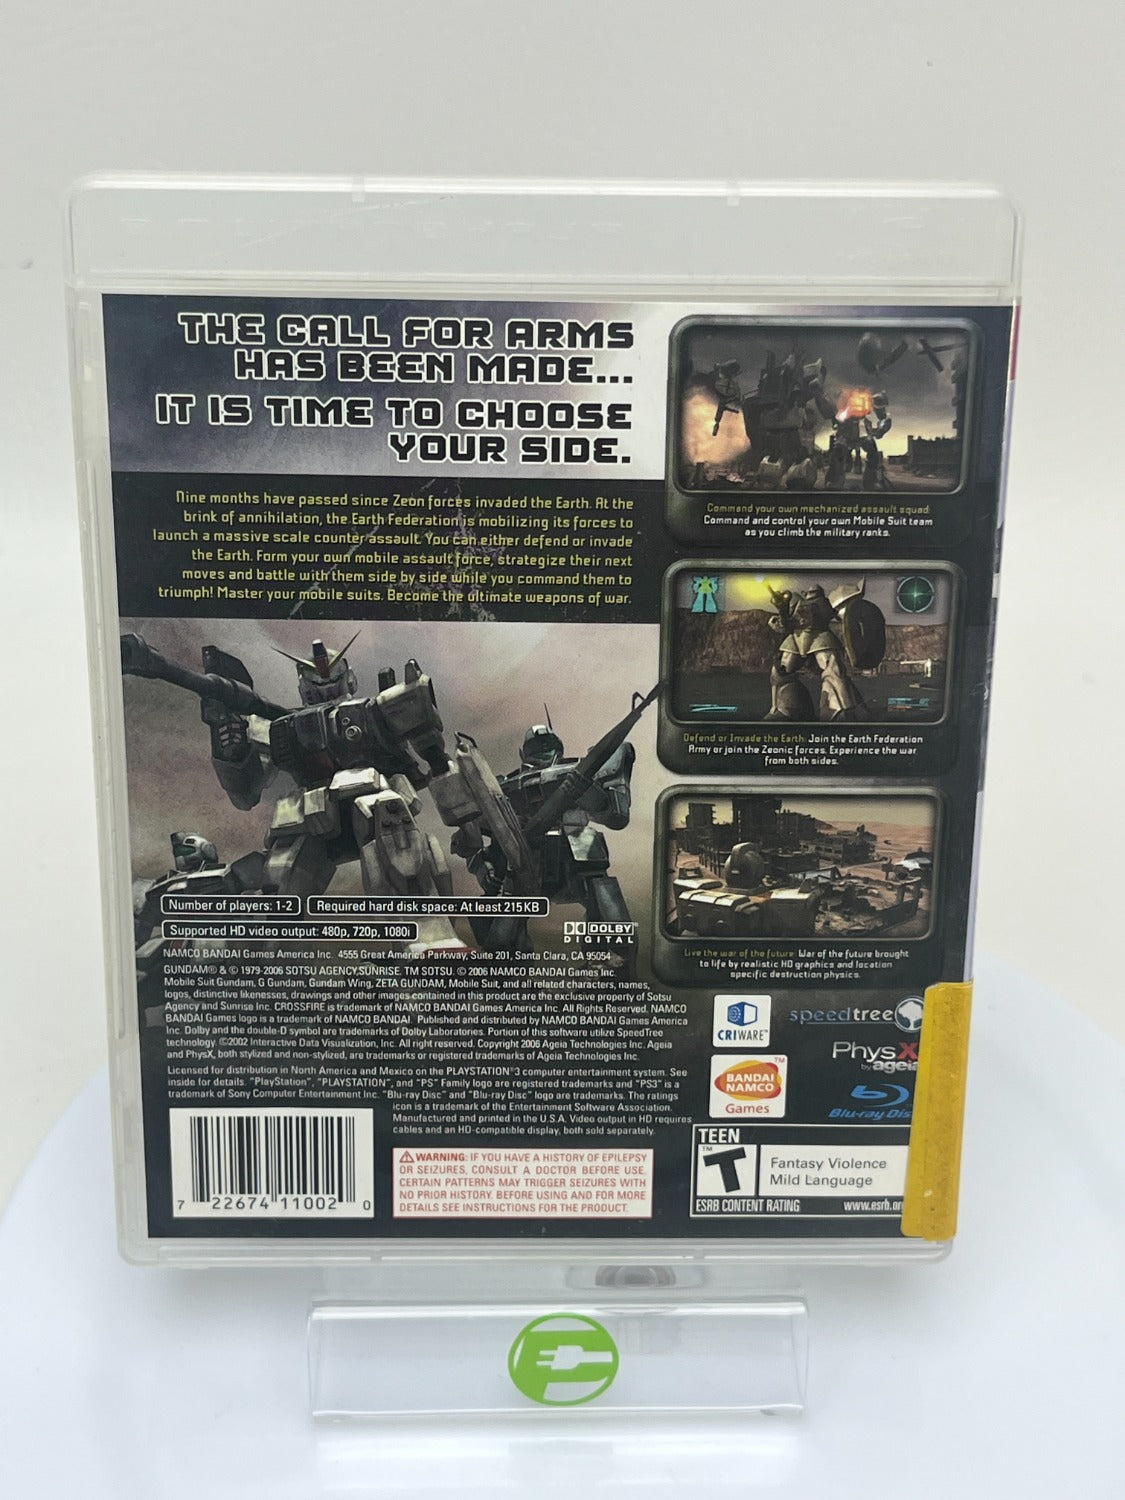 THE CALL FOR ARMS
HAS BEEN MADE...
IT IS TIME TO CHOOSE
YOUR SIDE.
Nine months have passed since Zeon forces invaded the Earth. At the
brink of annihilation, the Earth Federation is mobilizing its forces to
launch a massive scale counter assault. You can either defend or invade
the Earth. Form your own mobile assault force, strategize their next
moves and battle with them side by side while you command them to
triumph! Master your mobile suits. Become the ultimate weapons of war.
Command your own mechanized assault squad:
Command and control your own Mobile Suit team
as you climb the military ranks.
Defend or Invade the Earth: Join the Earth Federation
Army or join the Zeonic forces. Experience the war
from both sides.
Live the war of the future: War of the future brought
to life by realistic HD graphics and location
specific destruction physics.
Number of players: 1-2
Required hard disk space: At least 215KB
Supported HD video output: 480p, 720p, 1080i
DOLBY
DIGITAL
NAMCO BANDAI Games America Inc. 4555 Great America Parkway, Suite 201, Santa Clara, CA 95054
GUNDAM® & © 1979-2006 SOTSU AGENCY,SUNRISE. TM SOTSU. © 2006 NAMCO BANDAI Games Inc.
Mobile Suit Gundam, G Gundam, Gundam Wing, ZETA GUNDAM, Mobile Suit, and all related characters, names,
logos, distinctive likenesses, drawings and other images contained in this product are the exclusive property of Sotsu
Agency and Sunrise Inc. CROSSFIRE is trademark of NAMCO BANDAI Games America Inc. All Rights Reserved. NAMCO
BANDAI Games logo is a trademark of NAMCO BANDAI. Published and distributed by NAMCO BANDAI Games America
Inc. Dolby and the double-D symbol are trademarks of Dolby Laboratories. Portion of this software utilize SpeedTree
technology. ©2002 Interactive Data Visualization, Inc. All right reserved. Copyright 2006 Ageia Technologies Inc. Ageia
and PhysX, both stylized and non-stylized, are trademarks or registered trademarks of Ageia Technologies Inc.
Licensed for distribution in North America and Mexico on the PLAYSTATION®3 computer entertainment system. See
inside for details. "PlayStation", "PLAYSTATION", and "PS" Family logo are registered trademarks and "PS3" is a
trademark of Sony Computer Entertainment Inc. "Blu-ray Disc" and "Blu-ray Disc" logo are trademarks. The ratings
icon is a trademark of the Entertainment Software Association.
Manufactured and printed in the U.S.A. Video output in HD requires
cables and an HD-compatible display, both sold separately.
CRIWARE™
speedtree
PhysX
by ageia
BANDAI
NAMCO
™
Games
Blu-ray Dis
7 22674 11002 0
WARNING: IF YOU HAVE A HISTORY OF EPILEPSY
OR SEIZURES, CONSULT A DOCTOR BEFORE USE.
CERTAIN PATTERNS MAY TRIGGER SEIZURES WITH
NO PRIOR HISTORY. BEFORE USING AND FOR MORE
DETAILS SEE INSTRUCTIONS FOR THE PRODUCT.
TEEN
T
™
Fantasy Violence
Mild Language
ESRB CONTENT RATING
www.esrb.or